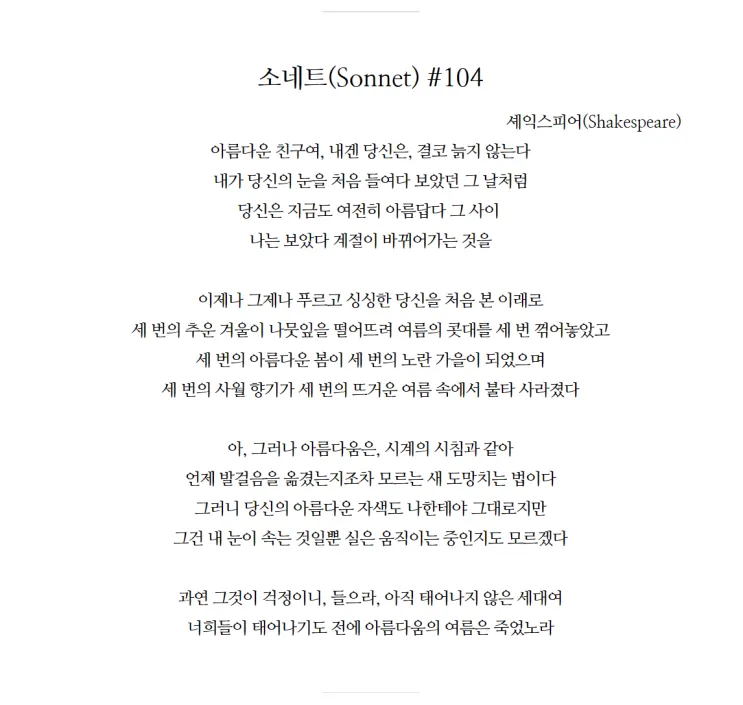 소네트(Sonnet) #104
셰익스피어(Shakespeare)
아름다운 친구여, 내겐 당신은, 결코 늙지 않는다
내가 당신의 눈을 처음 들여다 보았던 그 날처럼
당신은 지금도 여전히 아름답다 그 사이
나는 보았다 계절이 바뀌어가는 것을
이제나 그제나 푸르고 싱싱한 당신을 처음 본 이래로
세 번의 추운 겨울이 나뭇잎을 떨어뜨려 여름의 콧대를 세 번 꺾어놓았고
세 번의 아름다운 봄이 세 번의 노란 가을이 되었으며
세 번의 사월 향기가 세 번의 뜨거운 여름 속에서 불타 사라졌다
아, 그러나 아름다움은, 시계의 시침과 같아
언제 발걸음을 옮겼는지조차 모르는 새 도망치는 법이다
그러니 당신의 아름다운 자색도 나한테야 그대로지만
그건 내 눈이 속는 것일뿐 실은 움직이는 중인지도 모르겠다
과연 그것이 걱정이니, 들으라, 아직 태어나지 않은 세대여
너희들이 태어나기도 전에 아름다움의 여름은 죽었노라